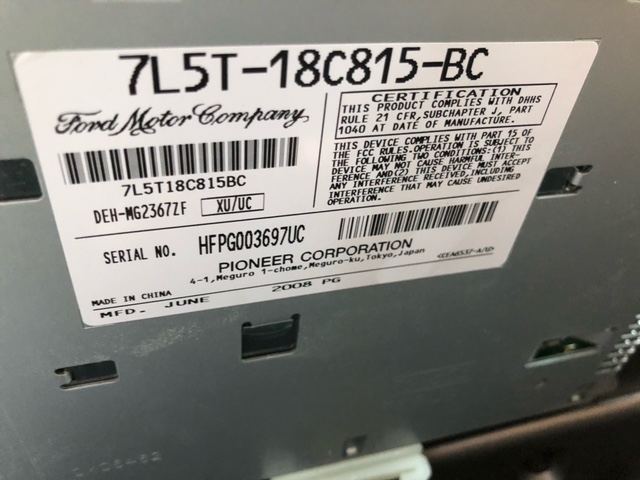 7L5T-18C815-BC
Ford Motor Company,
7L5T18C815BC
DEH-MG2367ZF XU/UC
CERTIFICATION
THIS PRODUCT COMPLIES WITH DHHS
RULE 21 CFR, SUBCHAPTER J, PART
1040 AT DATE OF MANUFACTURE.
THIS DEVICE COMPLIES WITH PART 15 OF
THE FCC RULES OPERATION IS SUBJECT TO
THE FOLLOWING TWO CONDITIONS:(1) THIS
DEVICE MAY NOT CAUSE HARMFUL INTER-
FERENCE AND (2) THIS DEVICE MUST ACCEPT
ANY INTERFERENCE RECEIVED, INCLUDING
INTERFERENCE THAT MAY CAUSE UNDESIRED
OPERATION.
SERIAL NO. HFPG003697UC
PIONEER CORPORATION
4-1,Meguro 1-chome,Meguro-ku,Tokyo,Japan
MADE IN CHINA <CEA6537-A/U>
MFD- JUNE 2008 PG